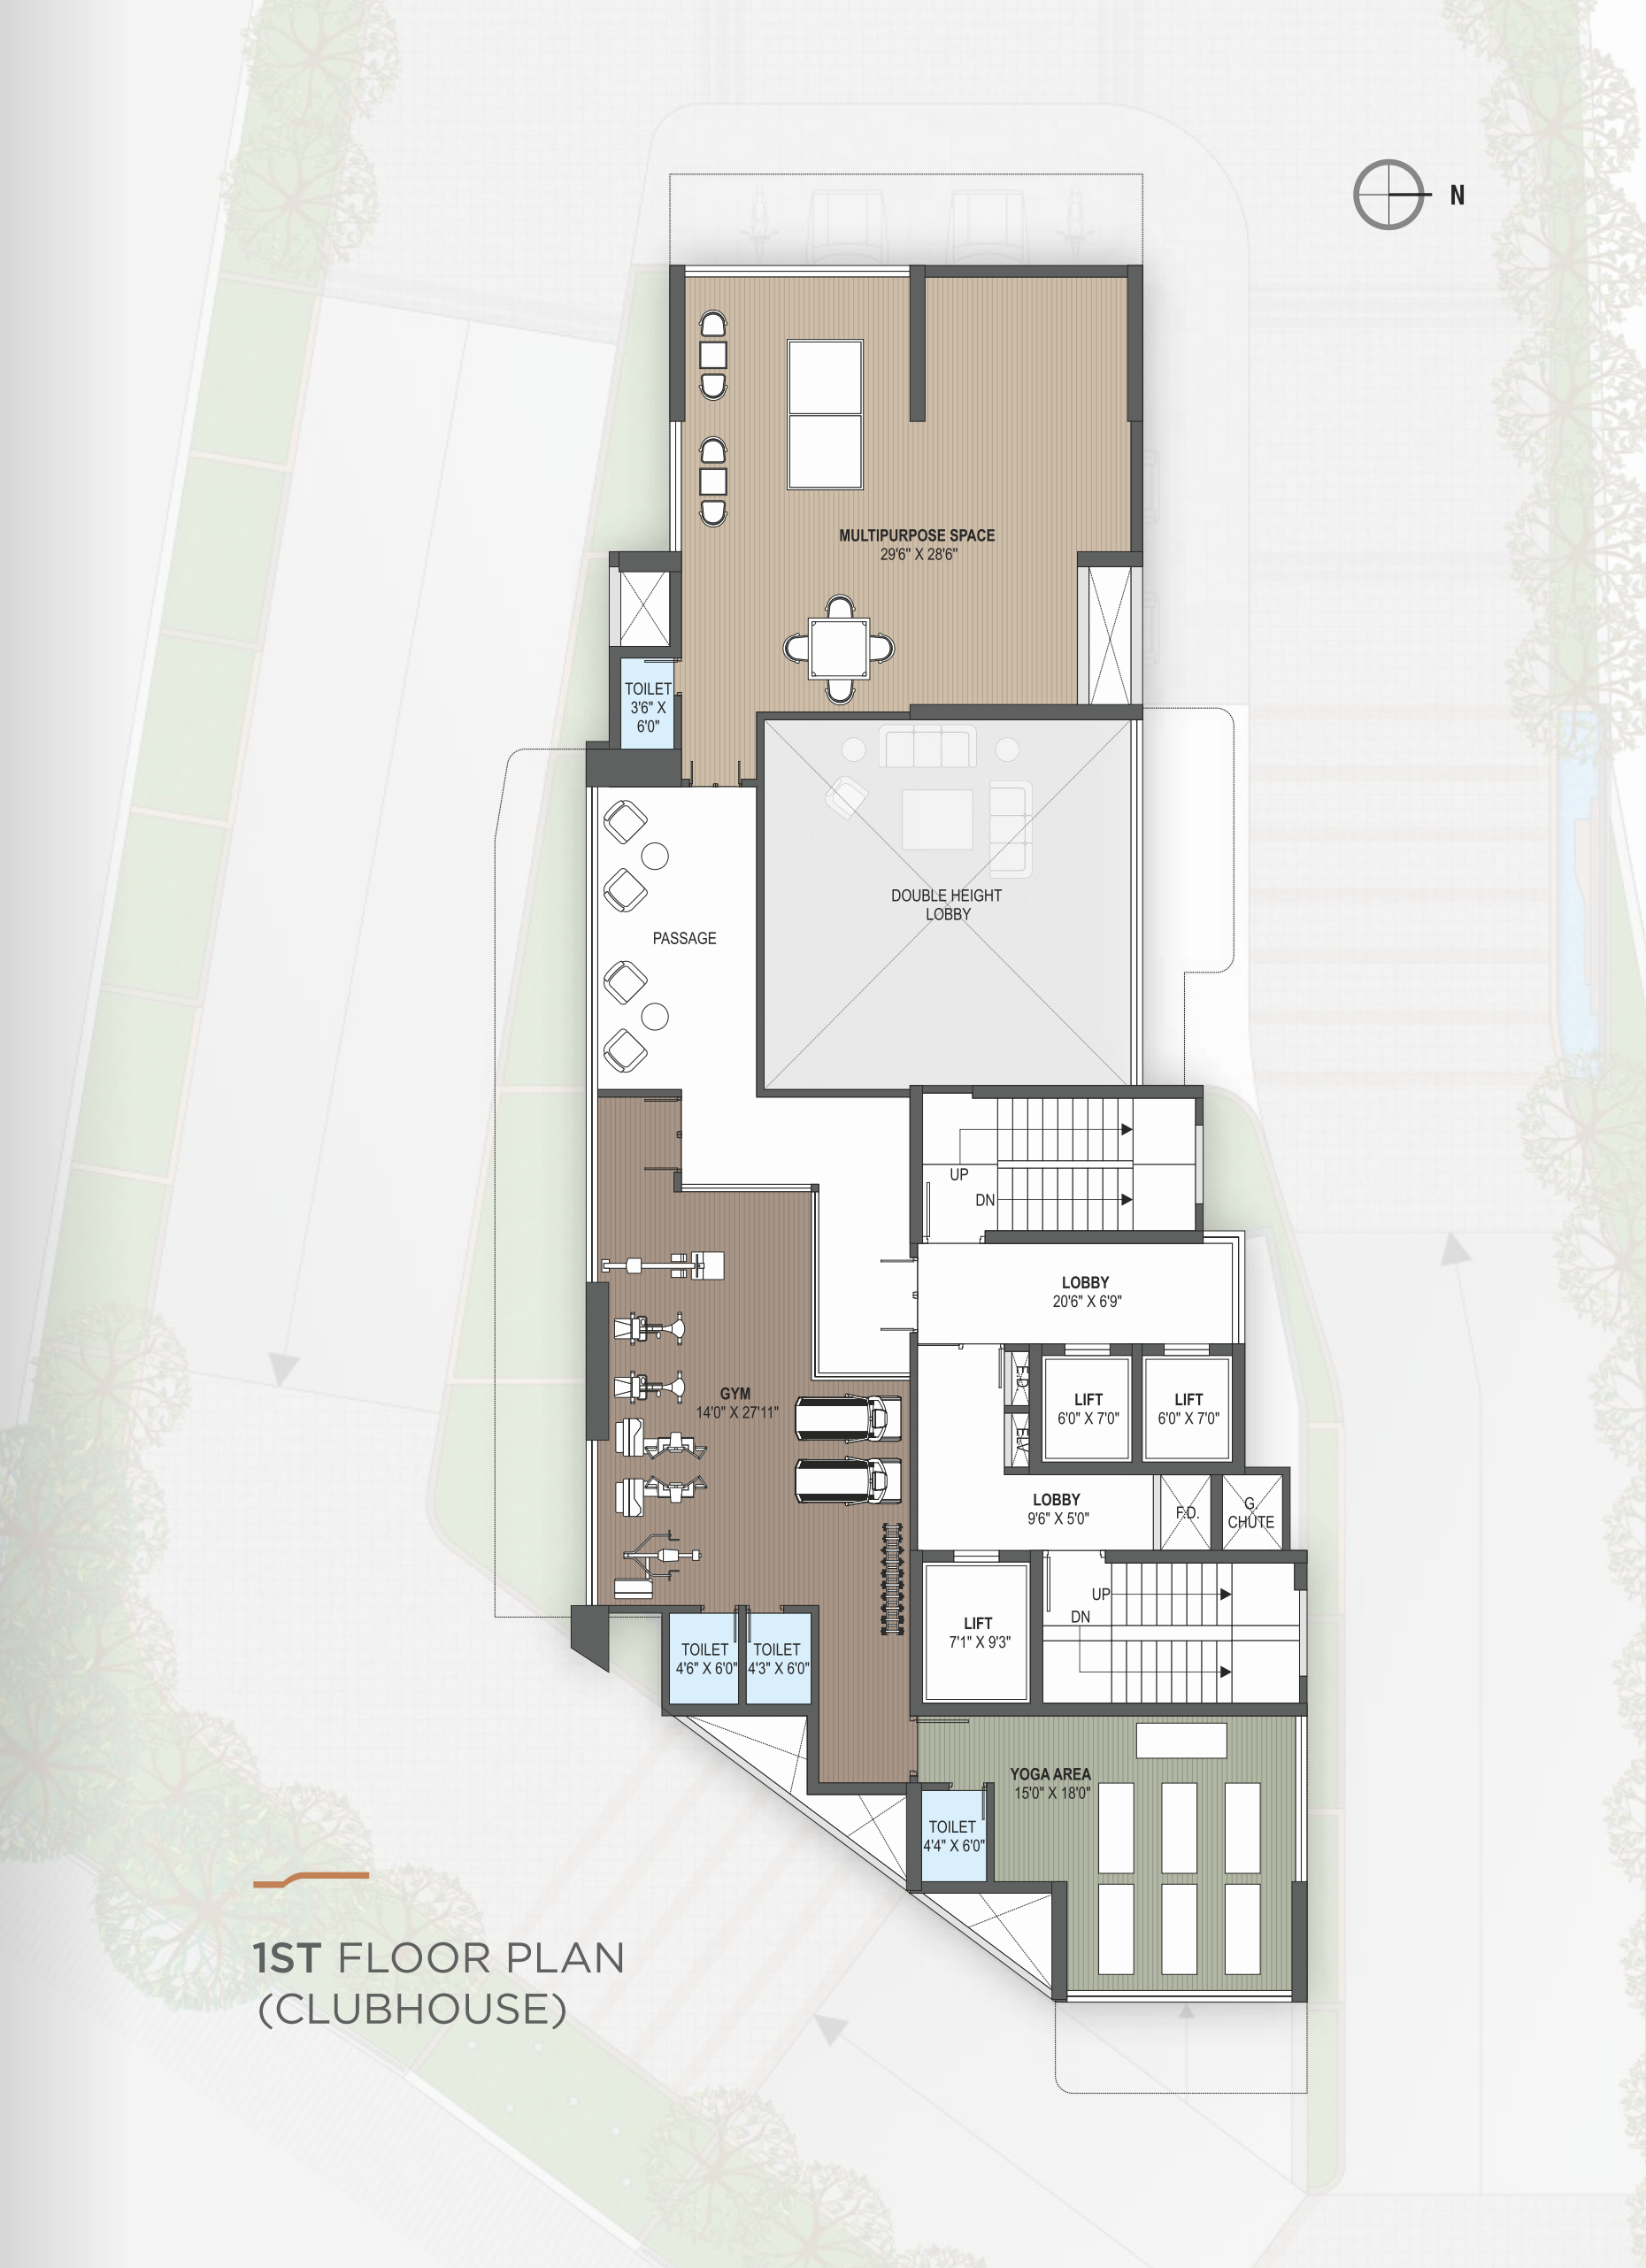 N
MULTIPURPOSE SPACE
29'6" X 28'6"
TOILET
3'6" X
6'0"
DOUBLE HEIGHT
LOBBY
PASSAGE
UP
DN
LOBBY
20'6" X 6'9"
GYM
14'0" X 27'11"
E.D.
LIFT
6'0" X 7'0"
LIFT
6'0" X 7'0"
ELV
LOBBY
9'6" X 5'0"
F.D.
G.
CHUTE
UP
DN
LIFT
7'1" X 9'3"
TOILET
4'6" X 6'0"
TOILET
4'3" X 6'0"
YOGA AREA
15'0" X 18'0"
TOILET
4'4" X 6'0"
1ST FLOOR PLAN
(CLUBHOUSE)